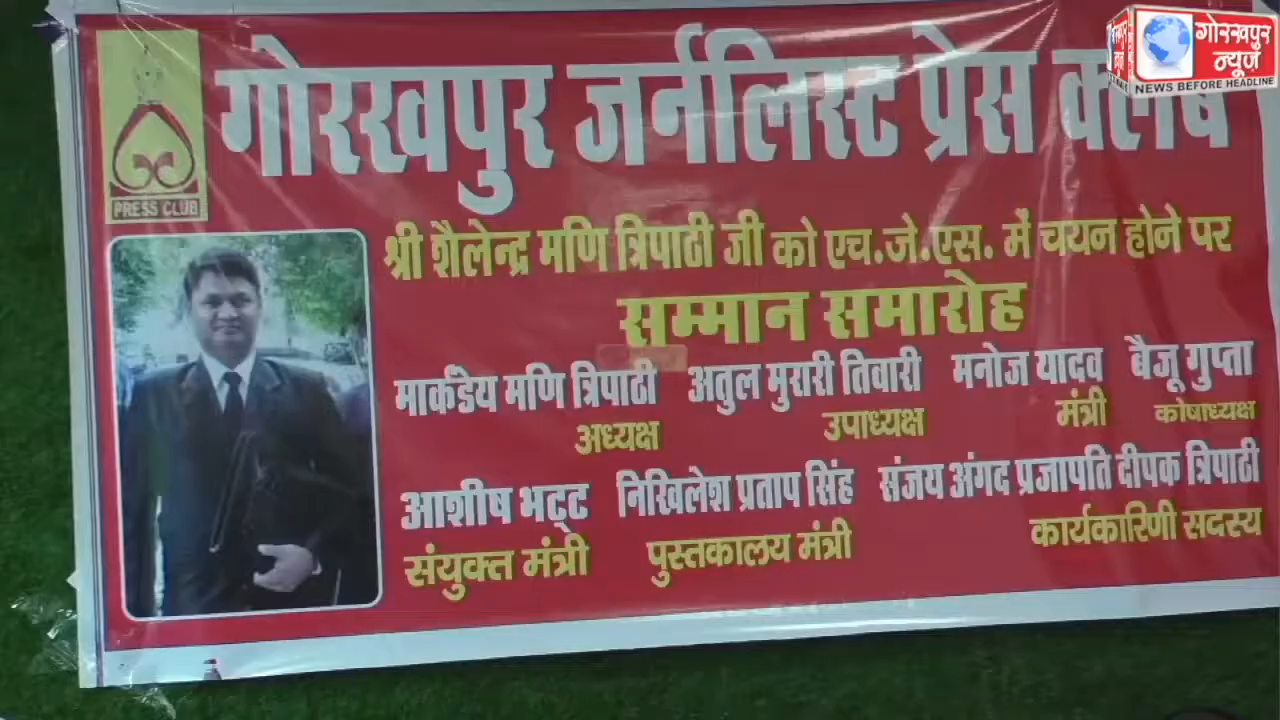 गोरखपुर
न्यूज़
NEWS BEFORE HEADLINE
गोरखपुर जर्नलिस्ट प्रेस क्लब
PRESS CLUB
श्री शैलेन्द्र मणि त्रिपाठी जी को एच.जे.एस. में चयन होने पर
सम्मान समारोह
मार्कडेय मणि त्रिपाठी अतुल मुरारी तिवारी मनोज यादव बैजू गुप्ता
अध्यक्ष उपाध्यक्ष मंत्री कोषाध्यक्ष
आशीष भट्ट निखिलेश प्रताप सिंह संजय अंगद प्रजापति दीपक त्रिपाठी
संयुक्त मंत्री पुस्तकालय मंत्री कार्यकारिणी सदस्य